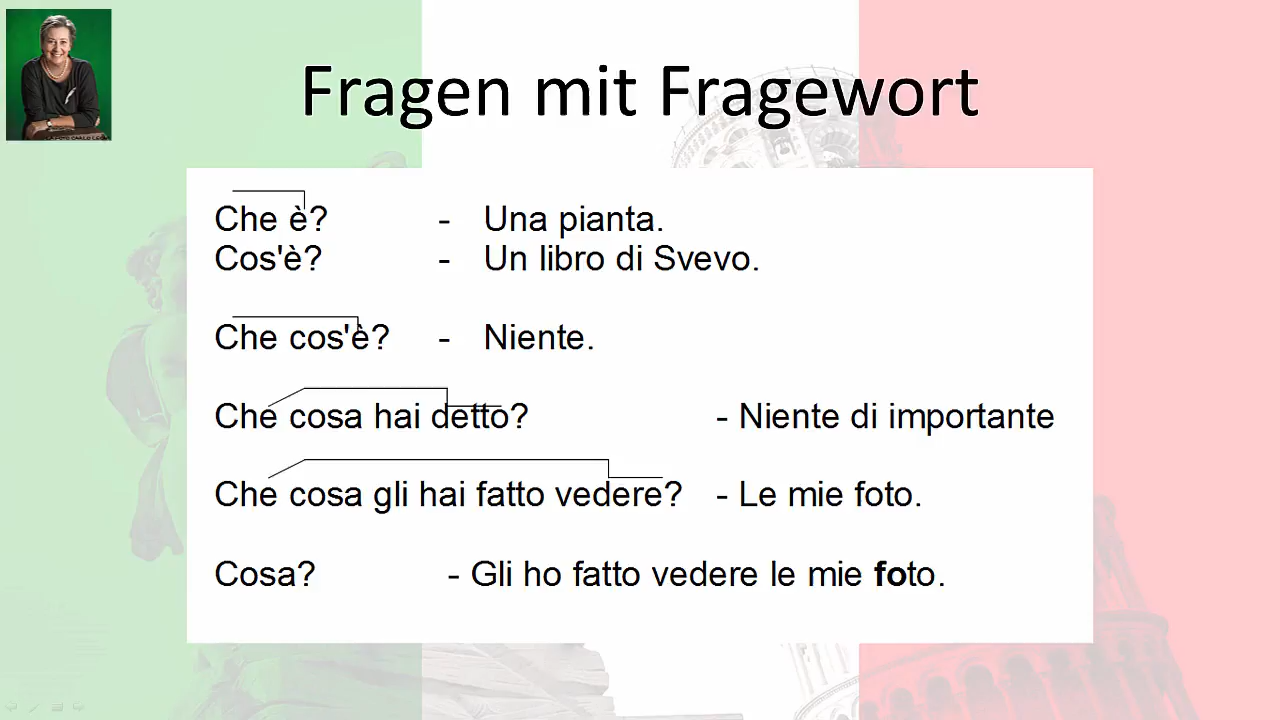 Fragen mit Fragewort
Che è? - Una pianta.
Cos'è? - Un libro di Svevo.
Che cos'è? - Niente.
Che cosa hai detto? - Niente di importante
Che cosa gli hai fatto vedere? - Le mie foto.
Cosa? - Gli ho fatto vedere le mie foto.